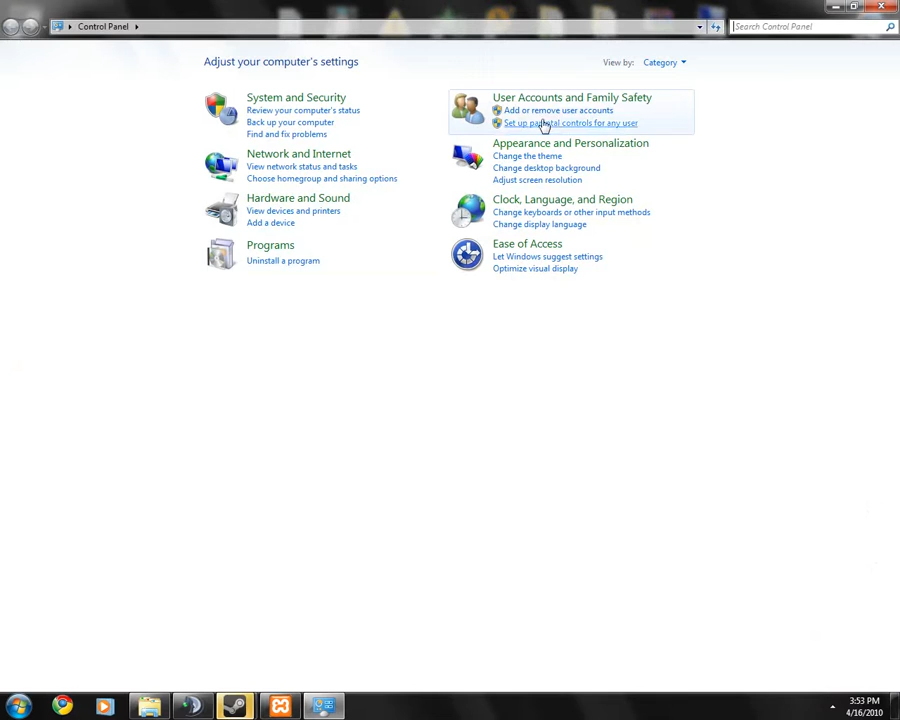 Control Panel
Search Control Panel
Adjust your computer's settings
View by: Category
System and Security
Review your computer's status
Back up your computer
Find and fix problems
Network and Internet
View network status and tasks
Choose homegroup and sharing options
Hardware and Sound
View devices and printers
Add a device
Programs
Uninstall a program
User Accounts and Family Safety
Add or remove user accounts
Set up parental controls for any user
Appearance and Personalization
Change the theme
Change desktop background
Adjust screen resolution
Clock, Language, and Region
Change keyboards or other input methods
Change display language
Ease of Access
Let Windows suggest settings
Optimize visual display
3:53 PM
4/16/2010